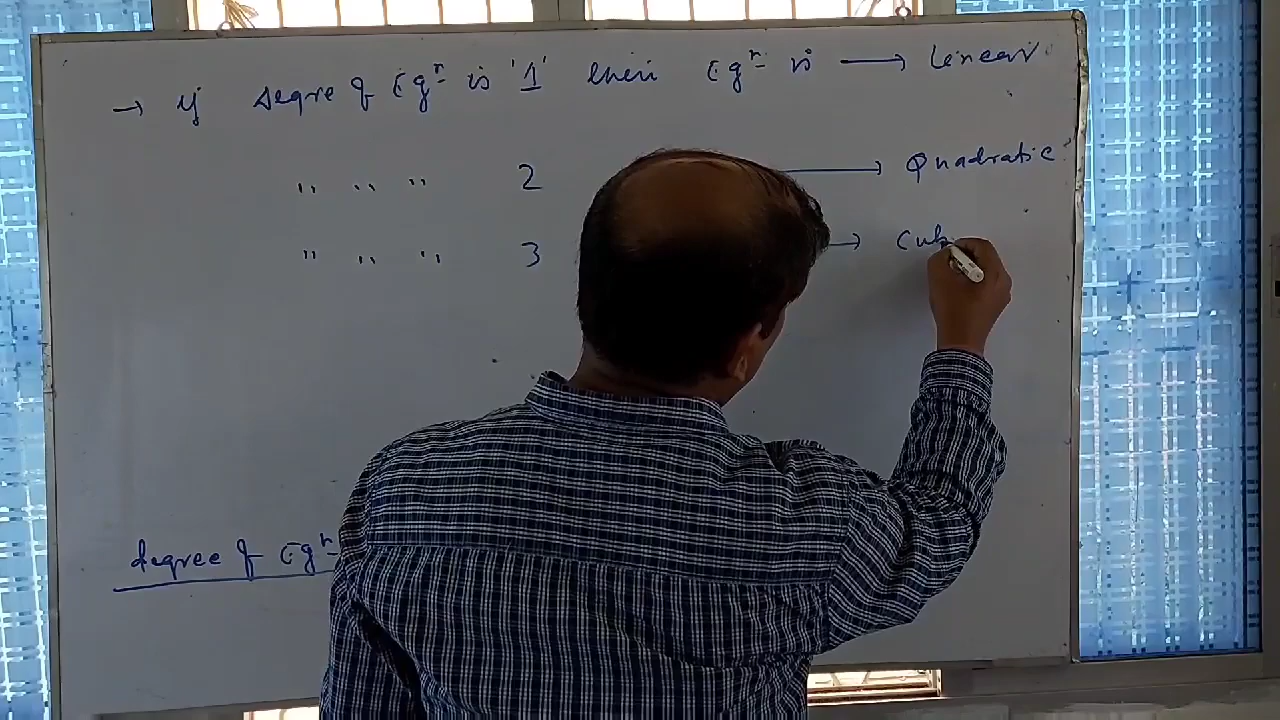 → If degre of Eqⁿ is '1' then Eqⁿ is → Linear
" " " 2 → Quadratic
" " " 3 → Cub
degree of Eqⁿ